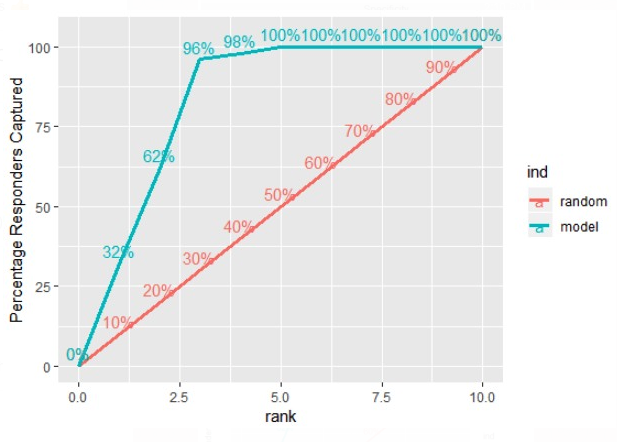 100% 100% 100% 100% 100% 100%
98%
96%
100
90%
80%
75
70%
62%
60%
Percentage Responders Captured
50
50%
40%
32%
30%
25
20%
10%
0%
0
0.0 2.5 5.0 7.5 10.0
rank
ind
a random
a model